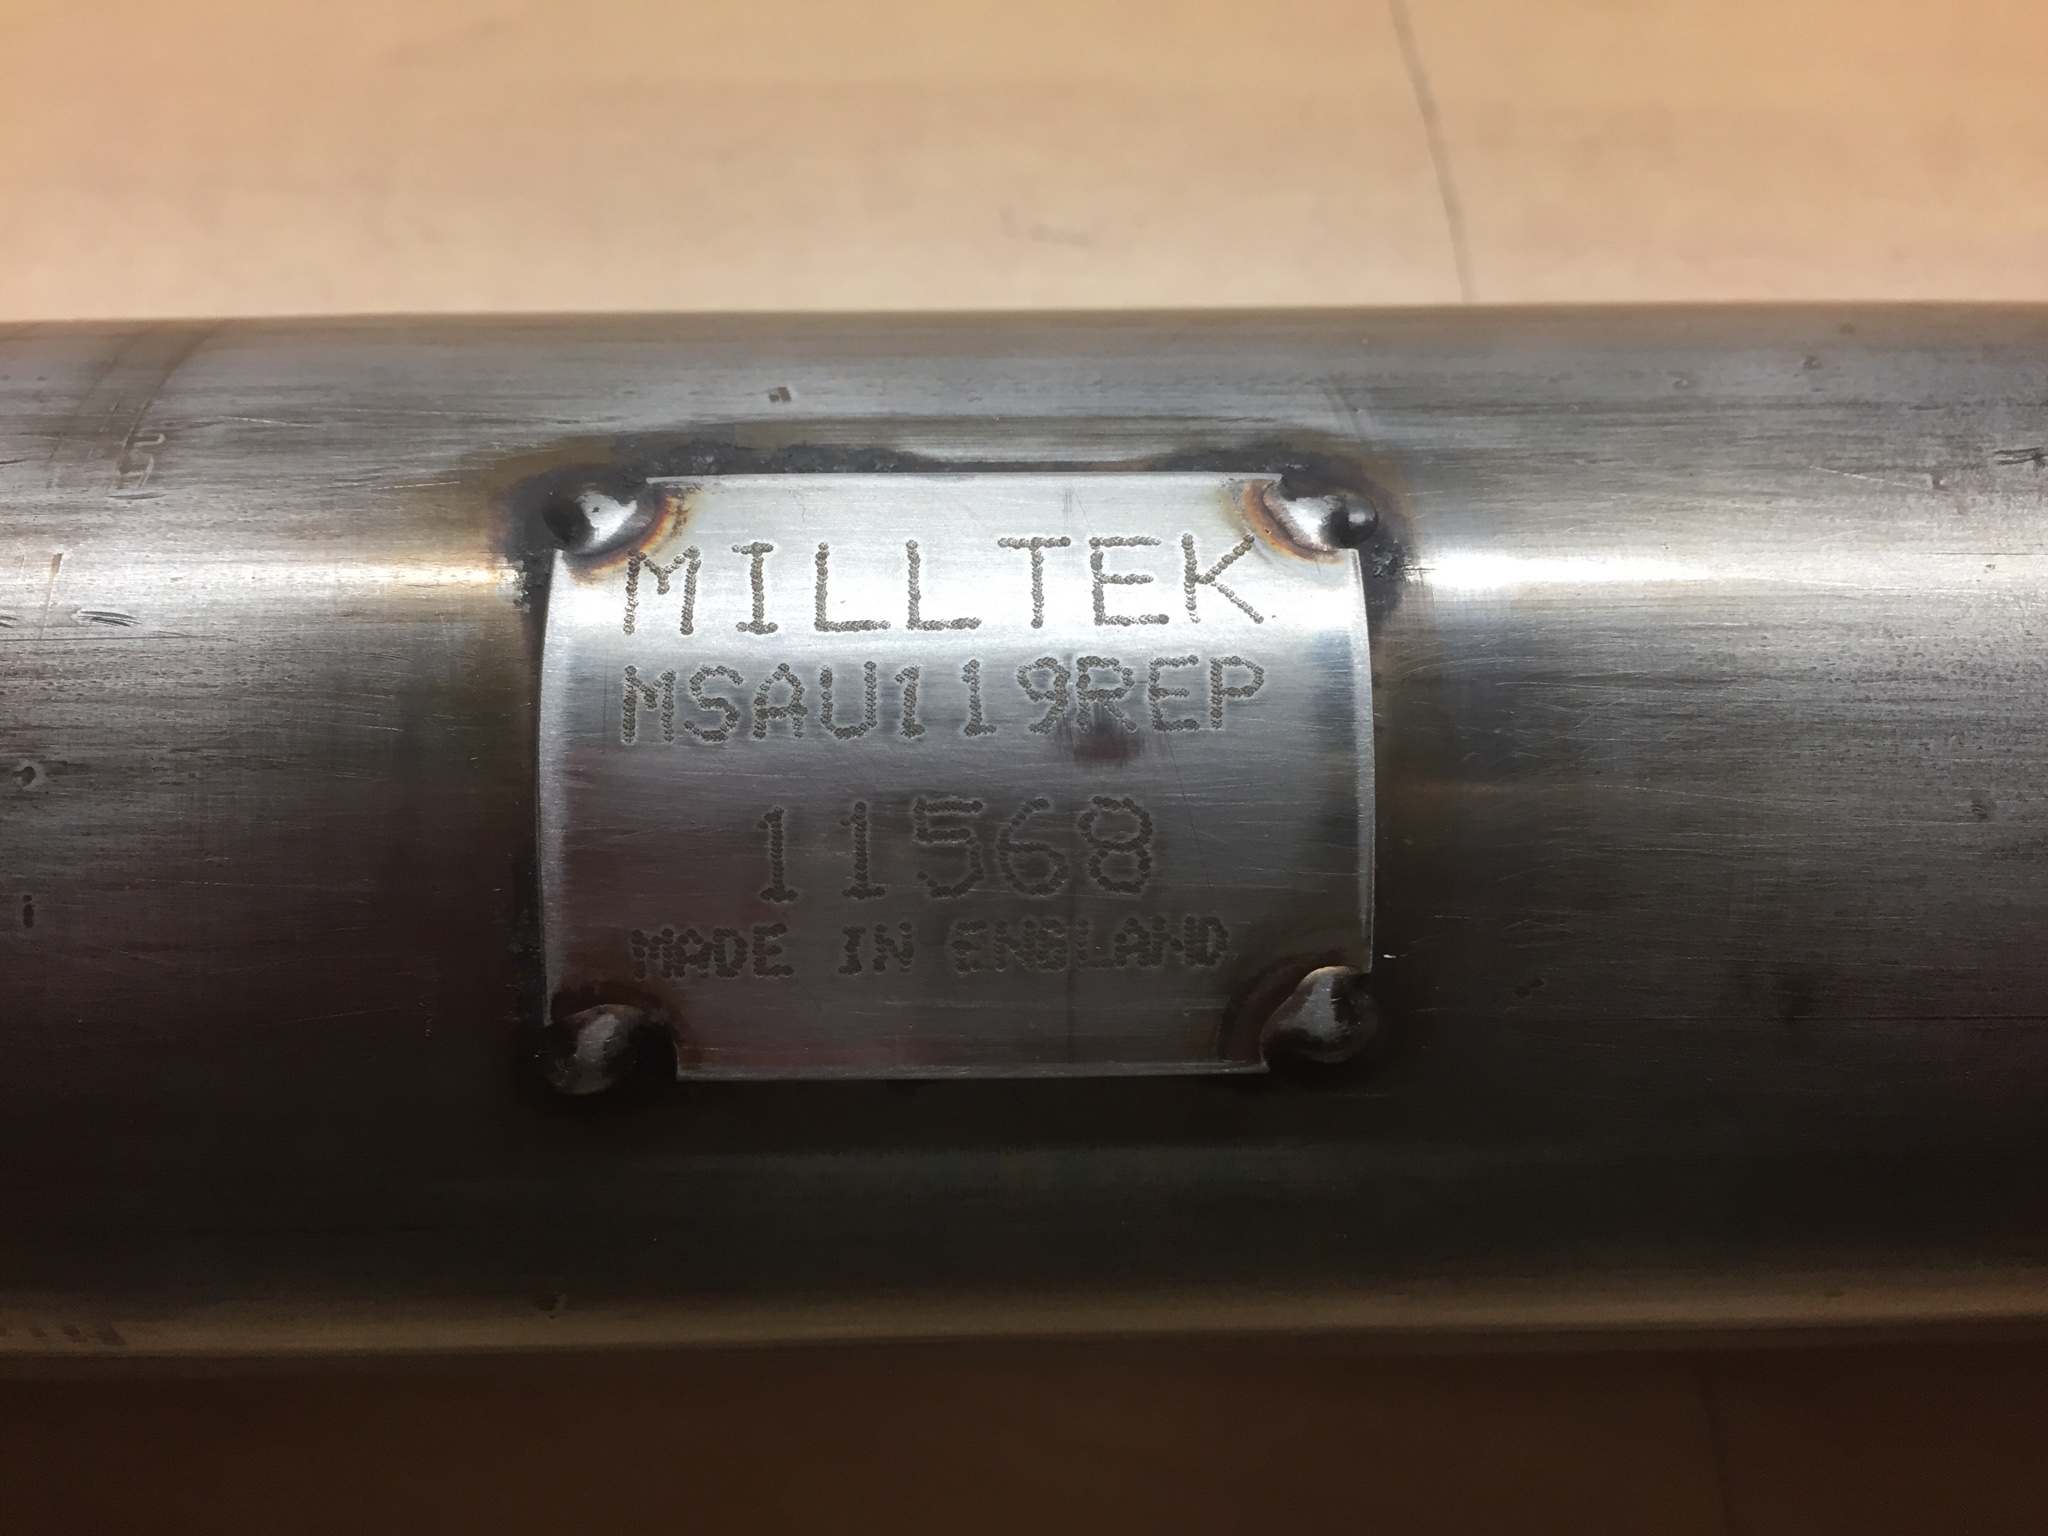 MILLTEK
MSAU119REP
11568
MADE IN ENGLAND